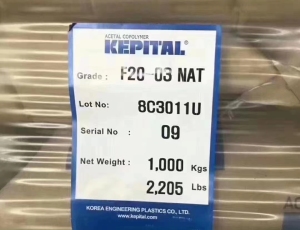 ACETAL COPOLYMER
KEPITAL®
Grade : F20-03 NAT
Lot No: 8C3011U
Serial No : 09
Net Weight : 1,000 Kgs
2,205 Lbs
KOREA ENGINEERING PLASTICS CO., LTD.
www.kepital.com